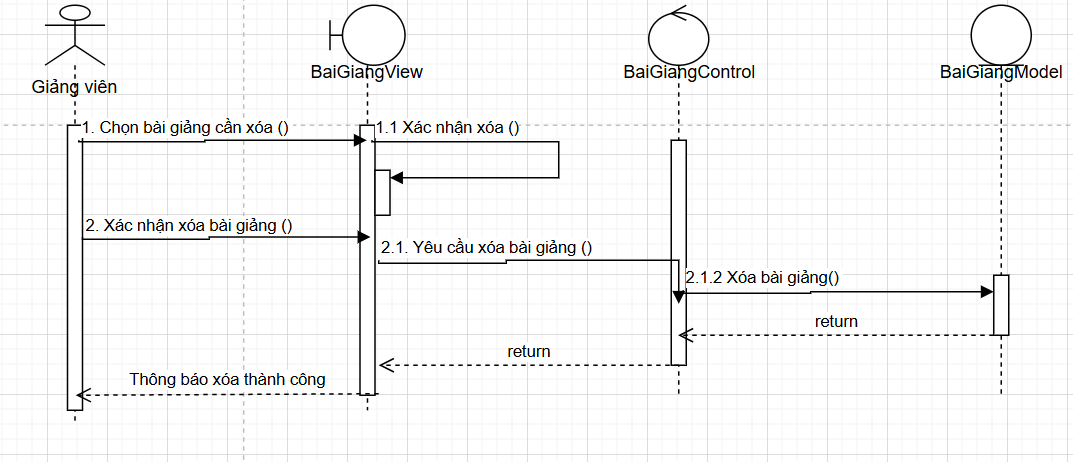 Giảng viên
BaiGiangView
BaiGiangControl
BaiGiangModel
1. Chọn bài giảng cần xóa ()
1.1 Xác nhận xóa ()
2. Xác nhận xóa bài giảng ()
2.1. Yêu cầu xóa bài giảng ()
2.1.2 Xóa bài giảng()
return
return
Thông báo xóa thành công